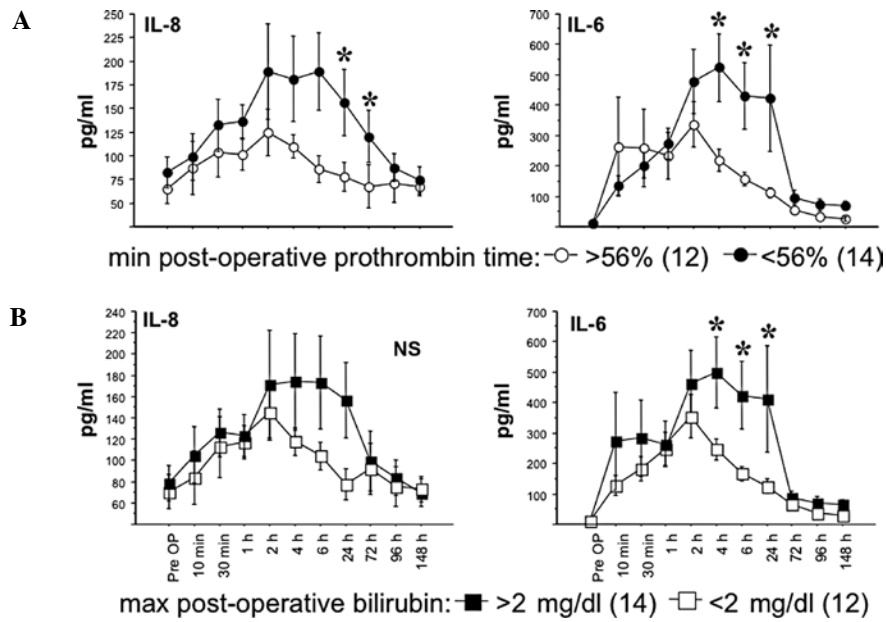 A
IL-8
250
225
200
175
150
125
100
75
50
pg/ml
* *
IL-6
700
600
500
400
300
200
100
pg/ml
* * *
min post-operative prothrombin time: >56% (12) <56% (14)
B
IL-8
NS
240
220
200
180
160
140
120
100
80
60
pg/ml
Pre OP
10 min
30 min
1 h
2 h
4 h
6 h
24 h
72 h
96 h
148 h
IL-6
700
600
500
400
300
200
100
pg/ml
* * *
Pre OP
10 min
30 min
1 h
2 h
4 h
6 h
24 h
72 h
96 h
148 h
max post-operative bilirubin: >2 mg/dl (14) <2 mg/dl (12)